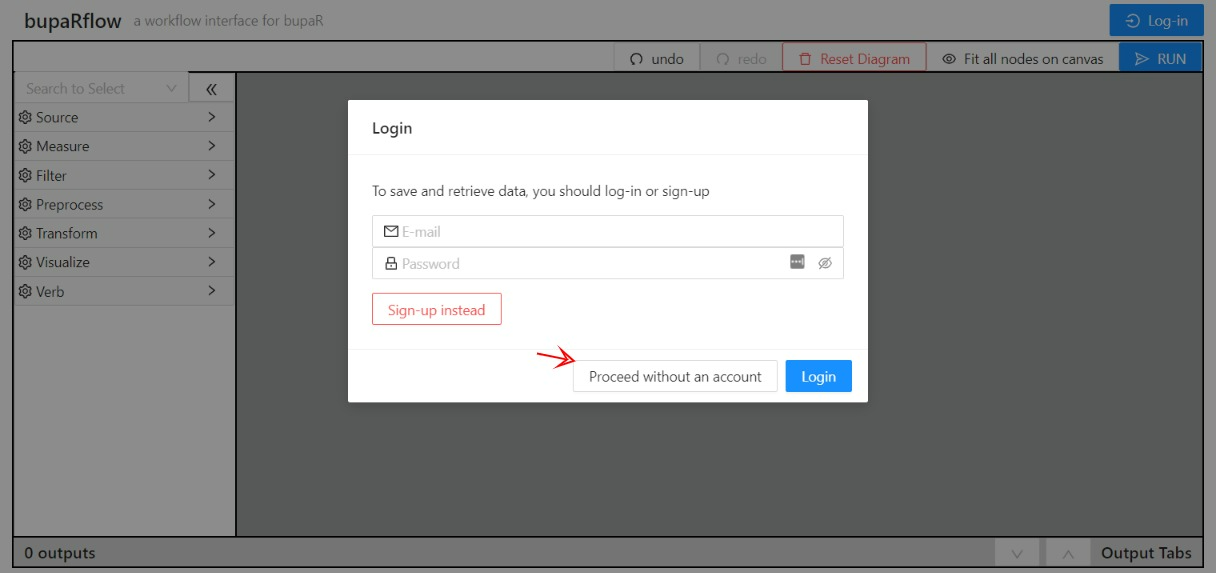 bupaRflow a workflow interface for bupaR Log-in
undo redo Reset Diagram Fit all nodes on canvas RUN
Search to Select
Source
Measure
Filter
Preprocess
Transform
Visualize
Verb
Login
To save and retrieve data, you should log-in or sign-up
E-mail
Password
Sign-up instead
Proceed without an account Login
0 outputs Output Tabs